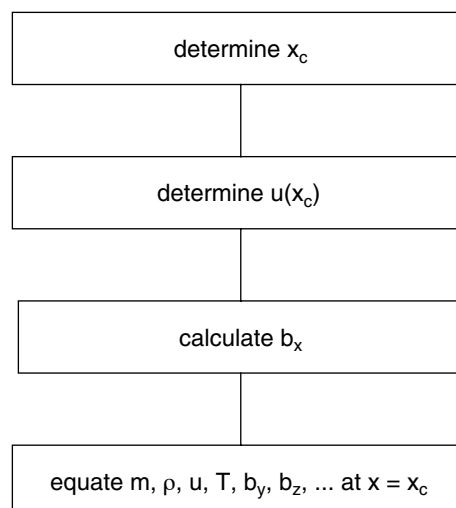 determine x_c
determine u(x_c)
calculate b_x
equate m, ρ, u, T, b_y, b_z, ... at x = x_c